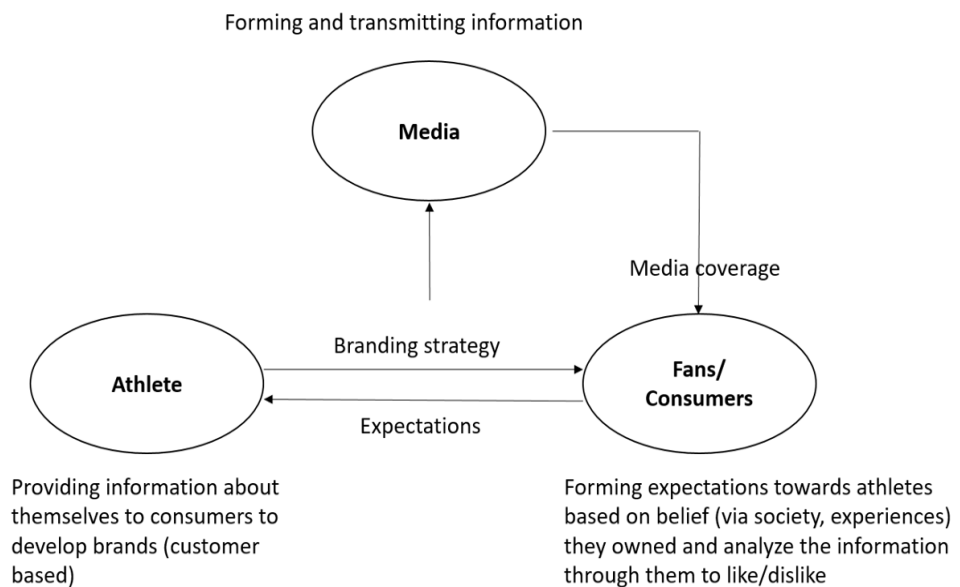 Forming and transmitting information
Media
Media coverage
Branding strategy
Athlete
Fans/
Consumers
Expectations
Providing information about
themselves to consumers to
develop brands (customer
based)
Forming expectations towards athletes
based on belief (via society, experiences)
they owned and analyze the information
through them to like/dislike